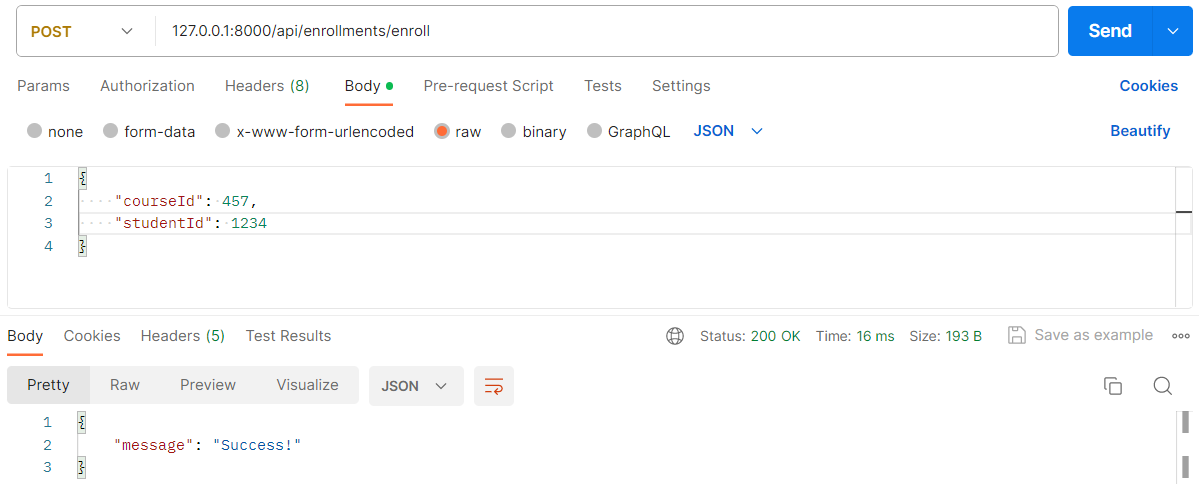 POST 127.0.0.1:8000/api/enrollments/enroll Send
Params Authorization Headers (8) Body Pre-request Script Tests Settings Cookies
none form-data x-www-form-urlencoded raw binary GraphQL JSON Beautify
1 {
2 "courseId": 457,
3 "studentId": 1234
4 }
Body Cookies Headers (5) Test Results Status: 200 OK Time: 16 ms Size: 193 B Save as example
Pretty Raw Preview Visualize JSON
1 {
2 "message": "Success!"
3 }